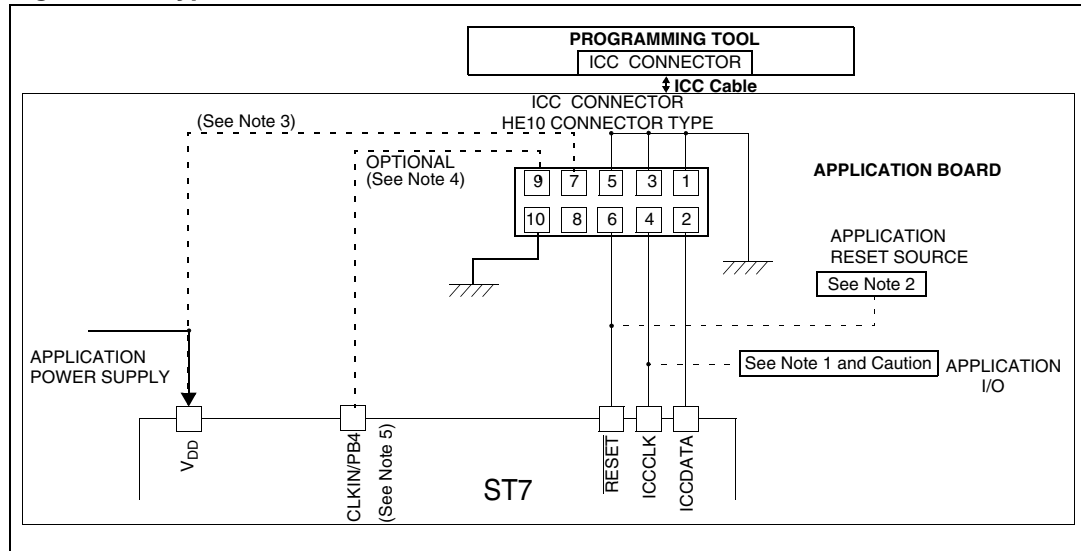 PROGRAMMING TOOL
ICC CONNECTOR
ICC Cable
ICC CONNECTOR
HE10 CONNECTOR TYPE
(See Note 3)
OPTIONAL
(See Note 4)
9 7 5 3 1
10 8 6 4 2
APPLICATION BOARD
APPLICATION
RESET SOURCE
See Note 2
APPLICATION
POWER SUPPLY
See Note 1 and Caution
APPLICATION
I/O
VDD
CLKIN/PB4
(See Note 5)
RESET
ICCCLK
ICCDATA
ST7